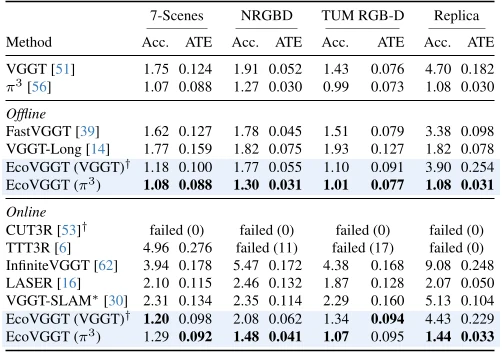 7-Scenes NRGBD TUM RGB-D Replica
Method Acc. ATE Acc. ATE Acc. ATE Acc. ATE
VGGT [51] 1.75 0.124 1.91 0.052 1.43 0.076 4.70 0.182
π³ [56] 1.07 0.088 1.27 0.030 0.99 0.073 1.08 0.030
Offline
FastVGGT [39] 1.62 0.127 1.78 0.045 1.51 0.079 3.38 0.098
VGGT-Long [14] 1.77 0.159 1.82 0.075 1.93 0.127 1.82 0.078
EcoVGGT (VGGT)† 1.18 0.100 1.77 0.055 1.10 0.091 3.90 0.254
EcoVGGT (π³) 1.08 0.088 1.30 0.031 1.01 0.077 1.08 0.031
Online
CUT3R [53]† failed (0) failed (0) failed (0) failed (0)
TTT3R [6] 4.96 0.276 failed (11) failed (17) failed (0)
InfiniteVGGT [62] 3.94 0.178 5.47 0.172 4.38 0.168 9.08 0.248
LASER [16] 2.10 0.115 2.46 0.132 1.87 0.128 2.07 0.050
VGGT-SLAM* [30] 2.31 0.134 2.35 0.114 2.29 0.160 5.13 0.104
EcoVGGT (VGGT)† 1.20 0.098 2.08 0.062 1.34 0.094 4.43 0.229
EcoVGGT (π³) 1.29 0.092 1.48 0.041 1.07 0.095 1.44 0.033